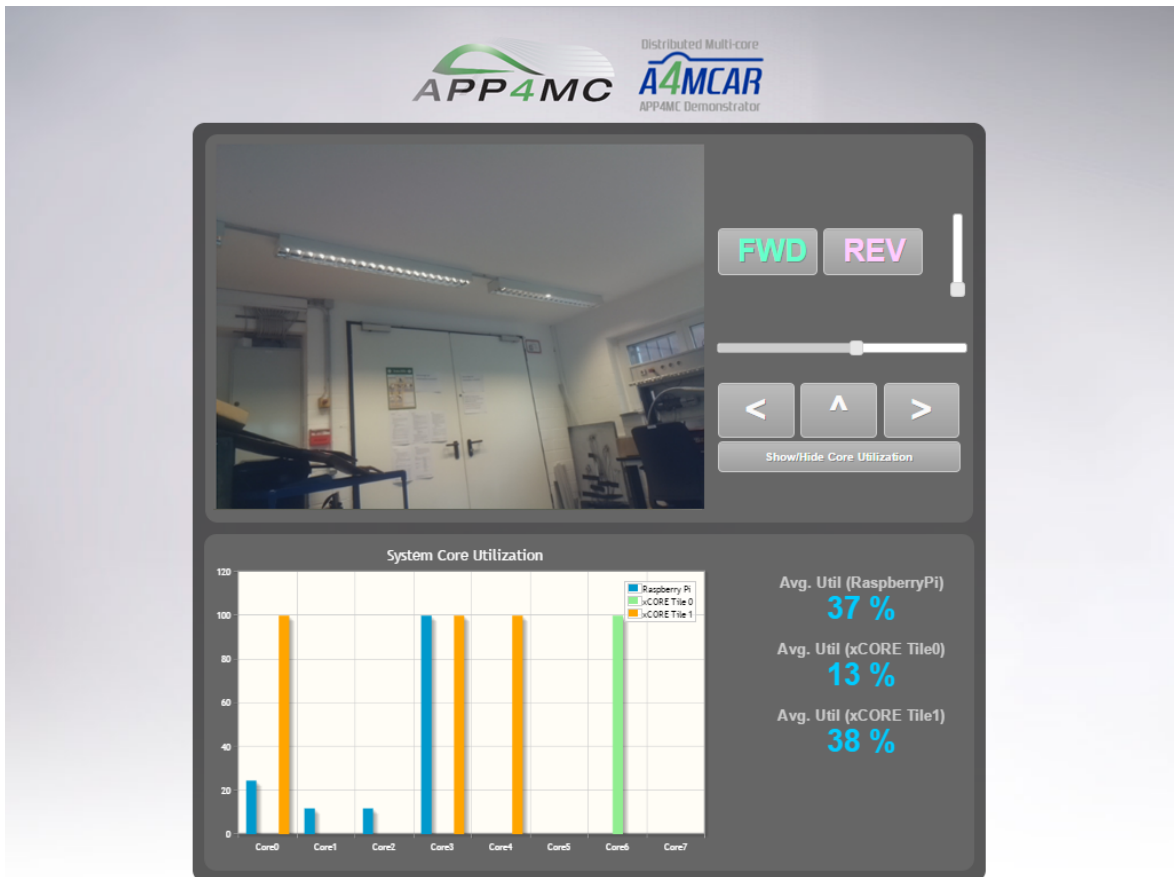 APP4MC
Distributed Multi-core
A4MCAR
APP4MC Demonstrator
FWD REV
< ^ >
Show/Hide Core Utilization
System Core Utilization
120
100
80
60
40
20
0
Raspberry Pi
xCORE Tile 0
xCORE Tile 1
Core0 Core1 Core2 Core3 Core4 Core5 Core6 Core7
Avg. Util (RaspberryPi)
37 %
Avg. Util (xCORE Tile0)
13 %
Avg. Util (xCORE Tile1)
38 %